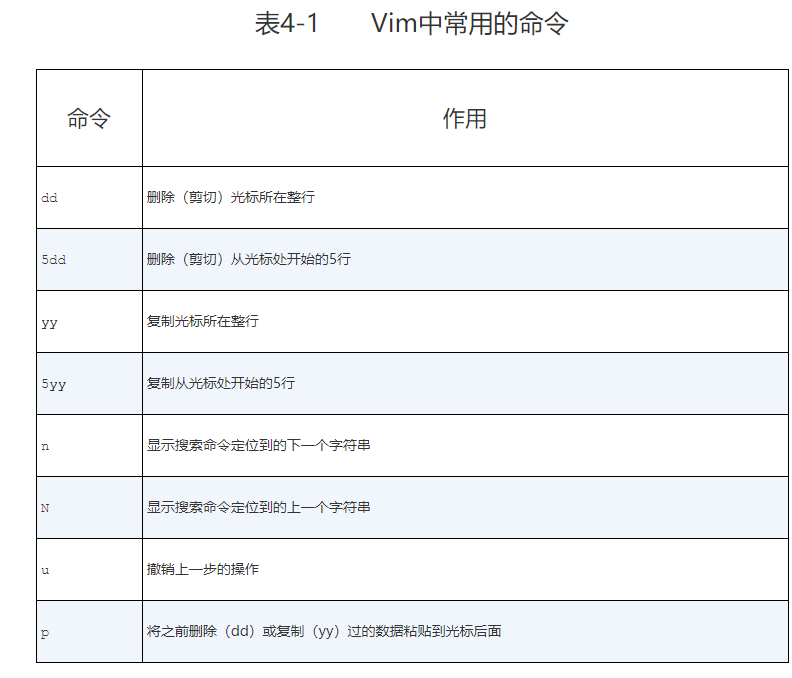 表4-1 Vim中常用的命令
命令 作用
dd 删除（剪切）光标所在整行
5dd 删除（剪切）从光标处开始的5行
yy 复制光标所在整行
5yy 复制从光标处开始的5行
n 显示搜索命令定位到的下一个字符串
N 显示搜索命令定位到的上一个字符串
u 撤销上一步的操作
p 将之前删除（dd）或复制（yy）过的数据粘贴到光标后面